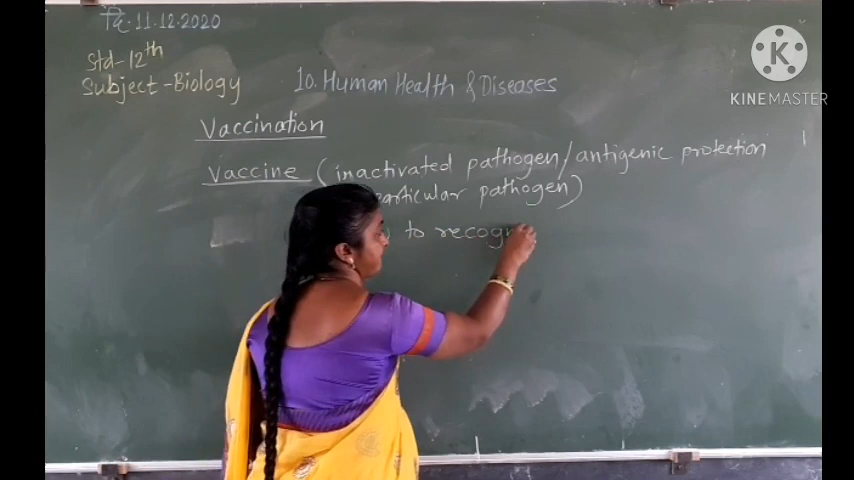 दि. 11.12.2020
Std-12th
Subject-Biology
10. Human Health & Diseases
Vaccination
Vaccine (inactivated pathogen/antigenic protection
particular pathogen)
to recogn
K
KINEMASTER